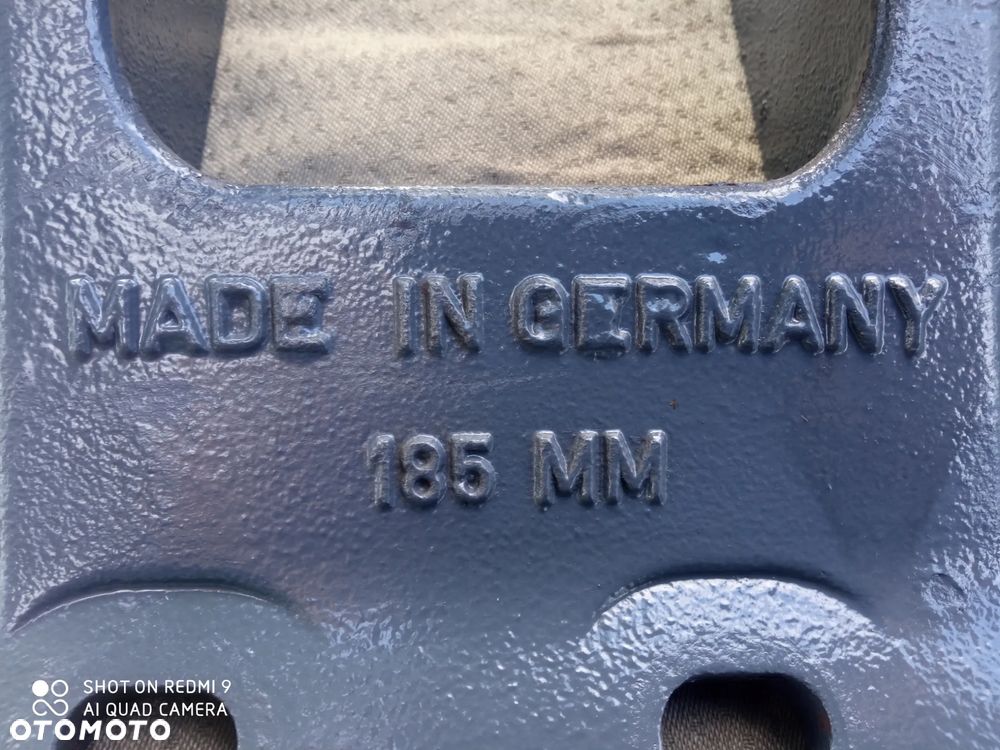 MADE IN GERMANY
185 MM
SHOT ON REDMI 9
AI QUAD CAMERA
OTOMOTO